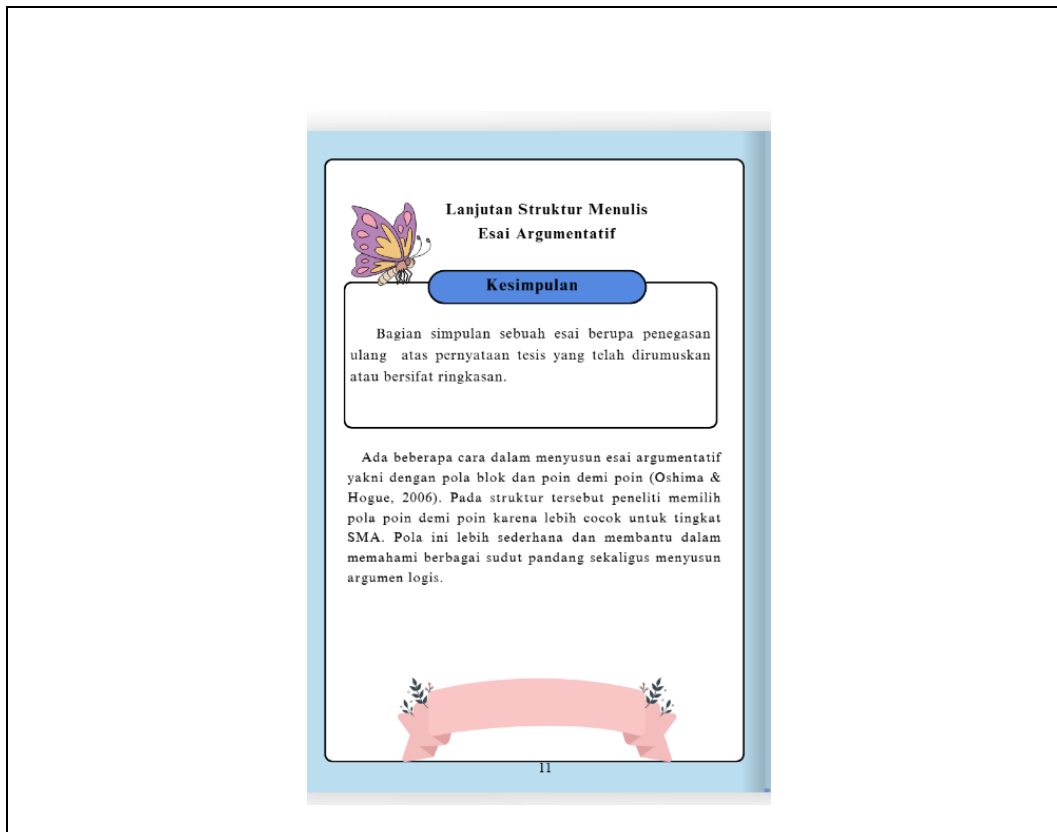 Lanjutan Struktur Menulis
Esai Argumentatif
Kesimpulan
Bagian simpulan sebuah esai berupa penegasan
ulang atas pernyataan tesis yang telah dirumuskan
atau bersifat ringkasan.
Ada beberapa cara dalam menyusun esai argumentatif
yakni dengan pola blok dan poin demi poin (Oshima &
Hogue, 2006). Pada struktur tersebut peneliti memilih
pola poin demi poin karena lebih cocok untuk tingkat
SMA. Pola ini lebih sederhana dan membantu dalam
memahami berbagai sudut pandang sekaligus menyusun
argumen logis.
11